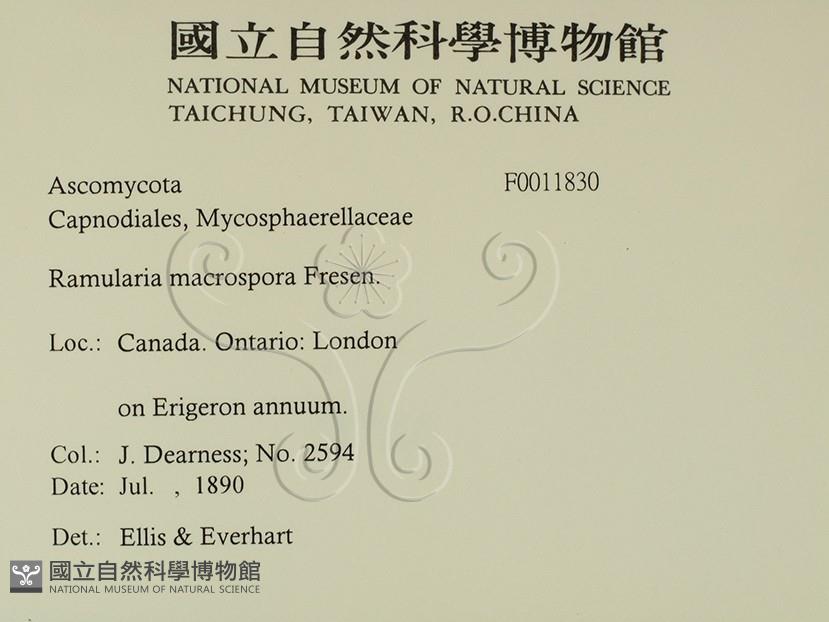 國立自然科學博物館
NATIONAL MUSEUM OF NATURAL SCIENCE
TAICHUNG, TAIWAN, R.O.CHINA
Ascomycota F0011830
Capnodiales, Mycosphaerellaceae
Ramularia macrospora Fresen.
Loc.: Canada. Ontario: London
on Erigeron annuum.
Col.: J. Dearness; No. 2594
Date: Jul. , 1890
Det.: Ellis & Everhart
國立自然科學博物館
NATIONAL MUSEUM OF NATURAL SCIENCE